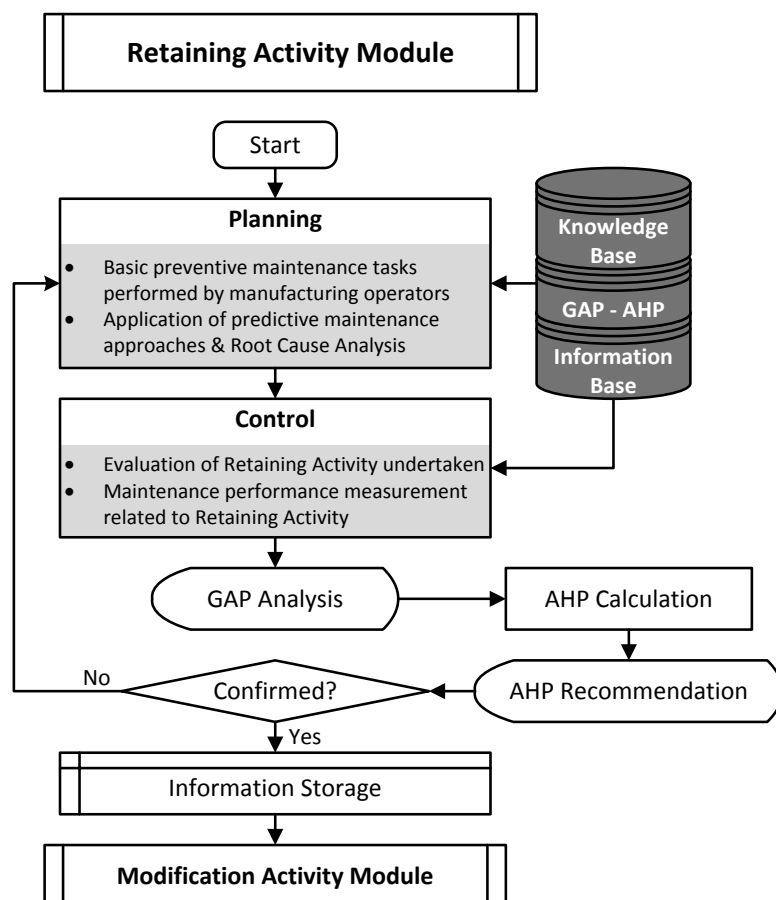 Retaining Activity Module
Start
Planning
• Basic preventive maintenance tasks
performed by manufacturing operators
• Application of predictive maintenance
approaches & Root Cause Analysis
Knowledge
Base
GAP - AHP
Information
Base
Control
• Evaluation of Retaining Activity undertaken
• Maintenance performance measurement
related to Retaining Activity
GAP Analysis
AHP Calculation
AHP Recommendation
Confirmed?
No
Yes
Information Storage
Modification Activity Module